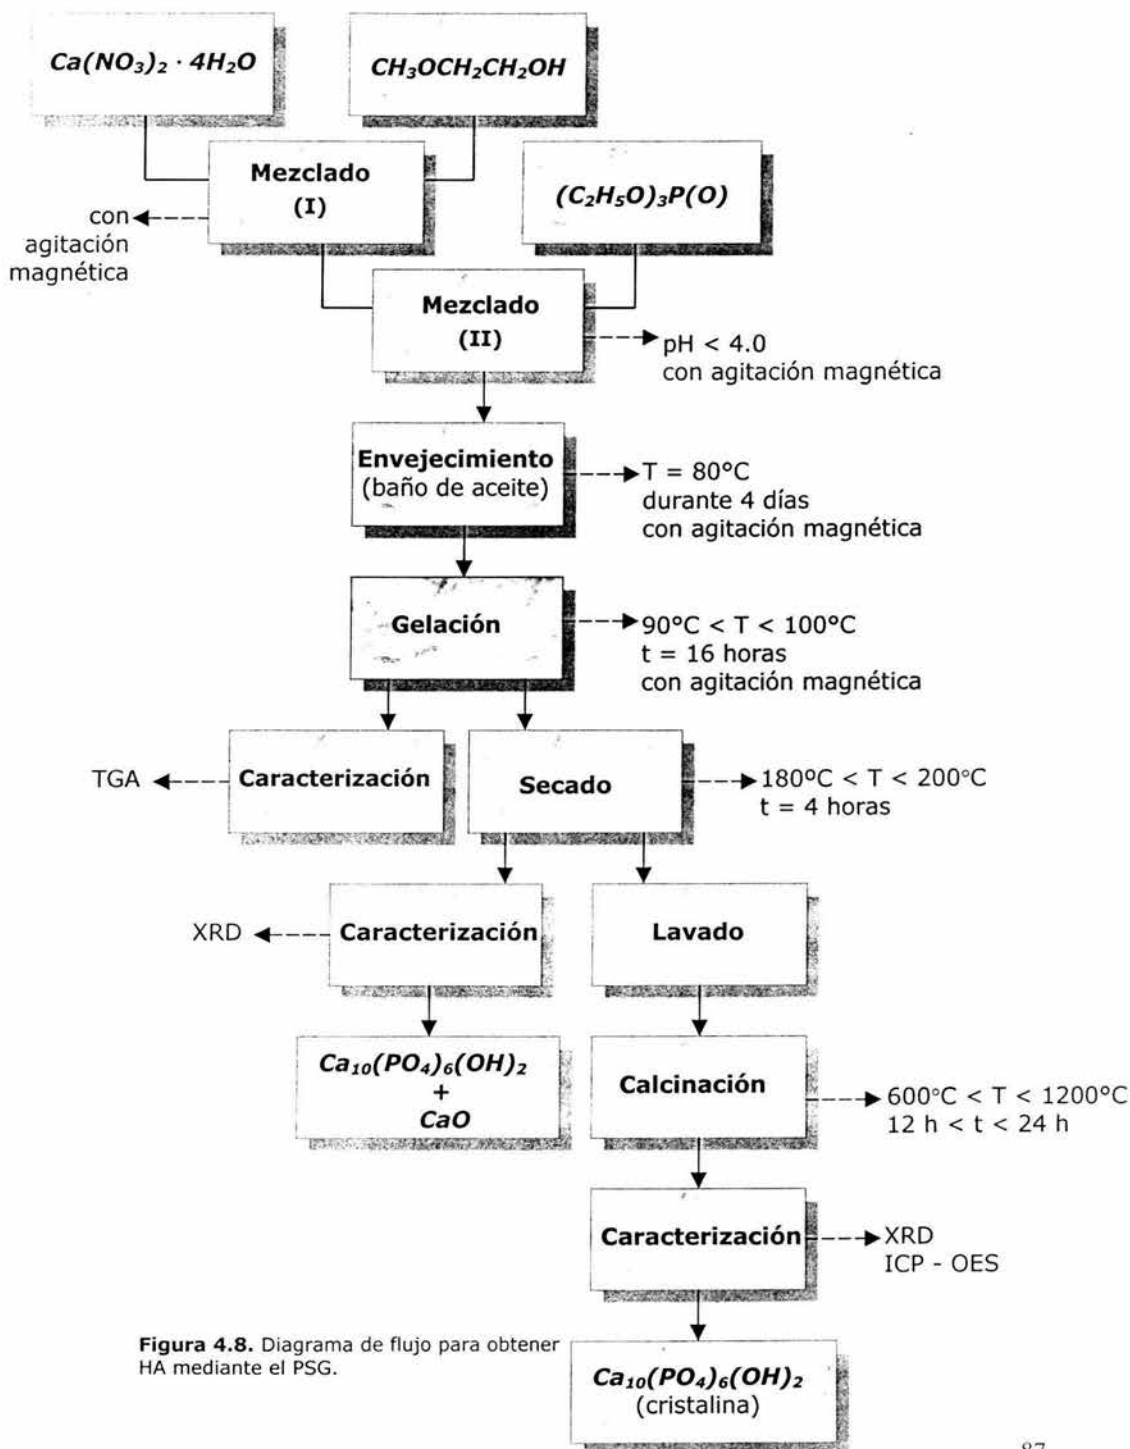 Ca(NO₃)₂ · 4H₂O
CH₃OCH₂CH₂OH
Mezclado
(I)
(C₂H₅O)₃P(O)
con
agitación
magnética
Mezclado
(II)
pH < 4.0
con agitación magnética
Envejecimiento
(baño de aceite)
T = 80°C
durante 4 días
con agitación magnética
Gelación
90°C < T < 100°C
t = 16 horas
con agitación magnética
TGA
Caracterización
Secado
180ºC < T < 200°C
t = 4 horas
XRD
Caracterización
Lavado
Ca₁₀(PO₄)₆(OH)₂
+
CaO
Calcinación
600°C < T < 1200°C
12 h < t < 24 h
Caracterización
XRD
ICP - OES
Figura 4.8. Diagrama de flujo para obtener
HA mediante el PSG.
Ca₁₀(PO₄)₆(OH)₂
(cristalina)
87